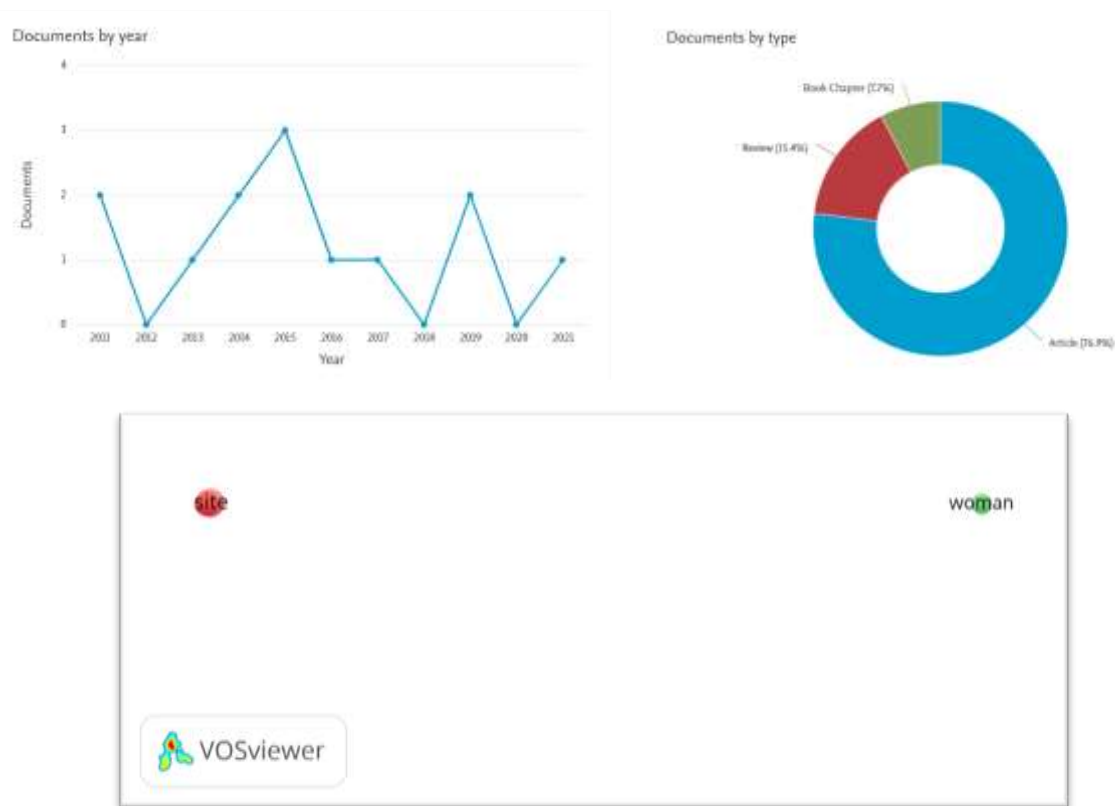 Documents by year
4
3
2
1
0
Documents
2011 2012 2013 2014 2015 2016 2017 2018 2019 2020 2021
Year
Documents by type
Book Chapter (7.7%)
Review (15.4%)
Article (76.9%)
site
woman
VOSviewer